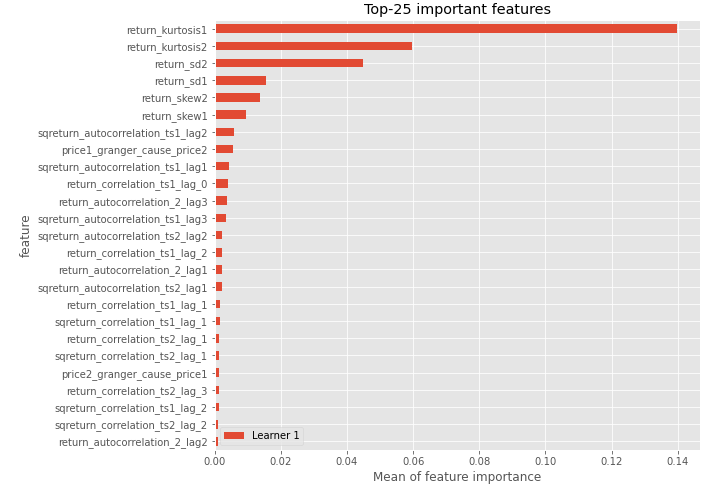 Top-25 important features
return_kurtosis1
return_kurtosis2
return_sd2
return_sd1
return_skew2
return_skew1
sqreturn_autocorrelation_ts1_lag2
price1_granger_cause_price2
sqreturn_autocorrelation_ts1_lag1
return_correlation_ts1_lag_0
return_autocorrelation_2_lag3
sqreturn_autocorrelation_ts1_lag3
sqreturn_autocorrelation_ts2_lag2
return_correlation_ts1_lag_2
return_autocorrelation_2_lag1
sqreturn_autocorrelation_ts2_lag1
return_correlation_ts1_lag_1
sqreturn_correlation_ts1_lag_1
return_correlation_ts2_lag_1
sqreturn_correlation_ts2_lag_1
price2_granger_cause_price1
return_correlation_ts2_lag_3
sqreturn_correlation_ts1_lag_2
sqreturn_correlation_ts2_lag_2
return_autocorrelation_2_lag2
feature
Learner 1
0.00 0.02 0.04 0.06 0.08 0.10 0.12 0.14
Mean of feature importance